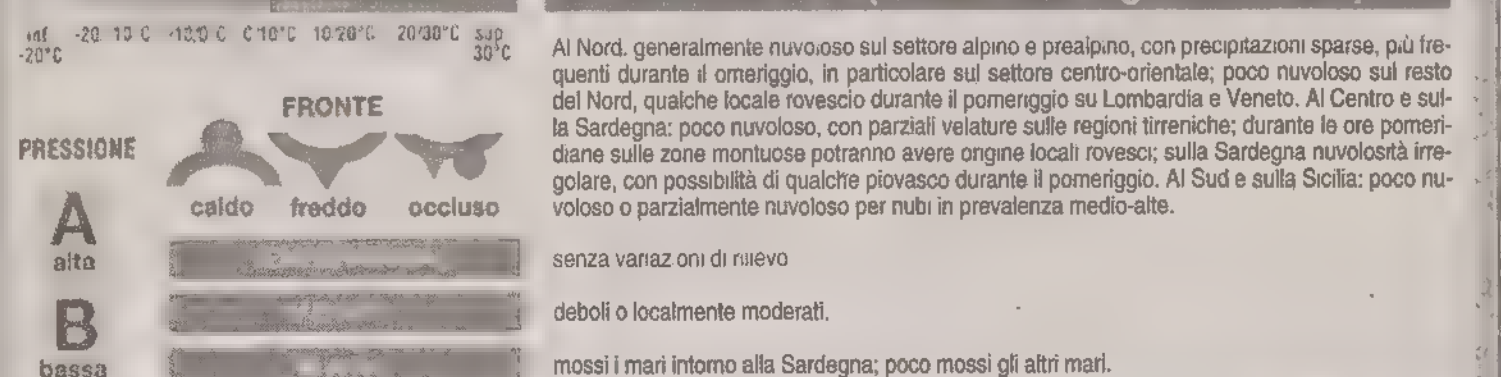 inf. -20°C
-20. 10 C
10/20°C
20/30°C
sup. 30°C
FRONTE
PRESSIONE
caldo freddo occluso
A
alta
B
bassa
Al Nord. generalmente nuvoloso sul settore alpino e prealpino, con precipitazioni sparse, più fre-
quenti durante il omeriggio, in particolare sul settore centro-orientale; poco nuvoloso sul resto
del Nord, qualche locale rovescio durante il pomeriggio su Lombardia e Veneto. Al Centro e sul-
la Sardegna: poco nuvoloso, con parziali velature sulle regioni tirreniche; durante le ore pomeri-
diane sulle zone montuose potranno avere origine locali rovesci; sulla Sardegna nuvolosità irre-
golare, con possibilità di qualche piovasco durante il pomeriggio. Al Sud e sulla Sicilia: poco nu-
voloso o parzialmente nuvoloso per nubi in prevalenza medio-alte.
senza variazioni di rilievo
deboli o localmente moderati.
mossi i mari intorno alla Sardegna; poco mossi gli altri mari.